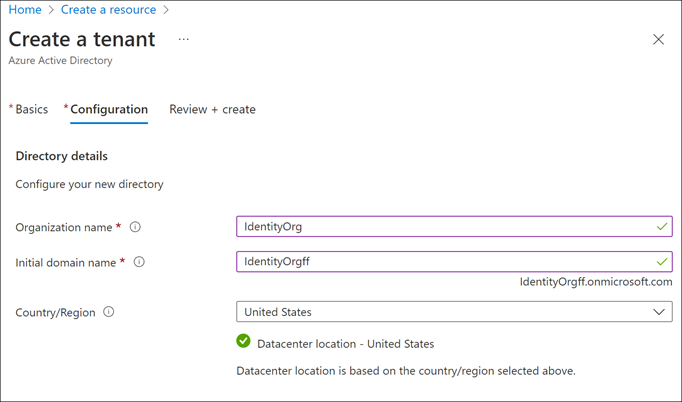 Home > Create a resource >
Create a tenant ...
Azure Active Directory
* Basics * Configuration Review + create
Directory details
Configure your new directory
Organization name * IdentityOrg
Initial domain name * IdentityOrgff
IdentityOrgff.onmicrosoft.com
Country/Region United States
Datacenter location - United States
Datacenter location is based on the country/region selected above.